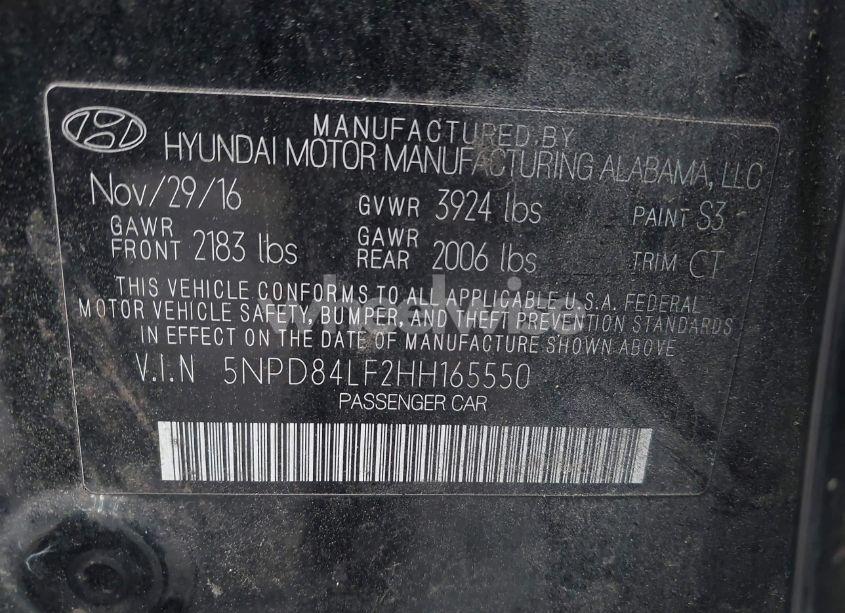 MANUFACTURED BY
HYUNDAI MOTOR MANUFACTURING ALABAMA, LLC
Nov/29/16 GVWR 3924 lbs PAINT S3
GAWR FRONT 2183 lbs GAWR REAR 2006 lbs TRIM CT
THIS VEHICLE CONFORMS TO ALL APPLICABLE U.S.A. FEDERAL
MOTOR VEHICLE SAFETY, BUMPER, AND THEFT PREVENTION STANDARDS
IN EFFECT ON THE DATE OF MANUFACTURE SHOWN ABOVE.
V.I.N 5NPD84LF2HH165550
PASSENGER CAR
wheelwise